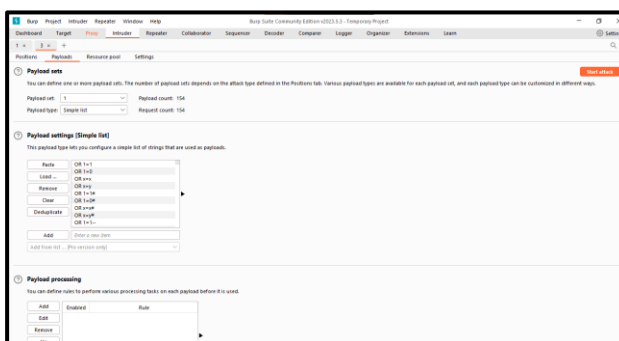 Burp Project Intruder Repeater Window Help Burp Suite Community Edition v2023.5.2 - Temporary Project
Dashboard Target Proxy Intruder Repeater Collaborator Sequencer Decoder Comparer Logger Organizer Extensions Learn Settin
1 × 3 × +
Positions Payloads Resource pool Settings
Payload sets Start attack
You can define one or more payload sets. The number of payload sets depends on the attack type defined in the Positions tab. Various payload types are available for each payload set, and each payload type can be customized in different ways.
Payload set: 1 Payload count: 154
Payload type: Simple list Request count: 154
Payload settings [Simple list]
This payload type lets you configure a simple list of strings that are used as payloads.
Paste OR 1=1
Load ... OR 1=0
Remove OR x=x
Clear OR x=y
Deduplicate OR 1=1#
OR 1=0#
OR x=x#
OR x=y#
OR 1=1--
Add Enter a new item
Add from list ... [Pro version only]
Payload processing
You can define rules to perform various processing tasks on each payload before it is used.
Add Enabled Rule
Edit
Remove